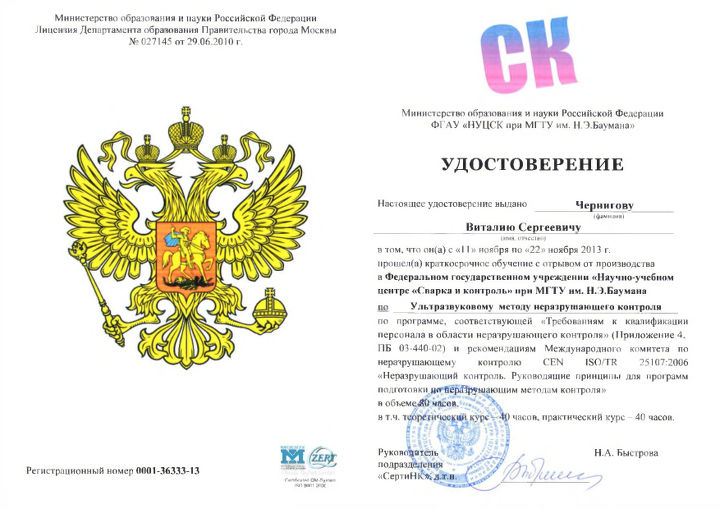 Министерство образования и науки Российской Федерации
Лицензия Департамента образования Правительства города Москвы
№ 027145 от 29.06.2010 г.
Регистрационный номер 0001-36333-13
ZERT
Certificated QM-System
ISO 9001:2000
СК
Министерство образования и науки Российской Федерации
ФГАУ «НУЦСК при МГТУ им. Н.Э.Баумана»
УДОСТОВЕРЕНИЕ
Настоящее удостоверение выдано Чернигову
(фамилия)
Виталию Сергеевичу
(имя, отчество)
в том, что он(а) с «11» ноября по «22» ноября 2013 г.
прошел(а) краткосрочное обучение с отрывом от производства
в Федеральном государственном учреждении «Научно-учебном
центре «Сварка и контроль» при МГТУ им. Н.Э.Баумана
по Ультразвуковому методу неразрушающего контроля
по программе, соответствующей «Требованиям к квалификации
персонала в области неразрушающего контроля» (Приложение 4,
ПБ 03-440-02) и рекомендациям Международного комитета по
неразрушающему контролю CEN ISO/TR 25107:2006
«Неразрушающий контроль. Руководящие принципы для программ
подготовки по неразрушающим методам контроля»
в объеме 80 часов,
в т.ч. теоретический курс – 40 часов, практический курс – 40 часов.
Руководитель Н.А. Быстрова
подразделения
«СертиНК», д.т.н.